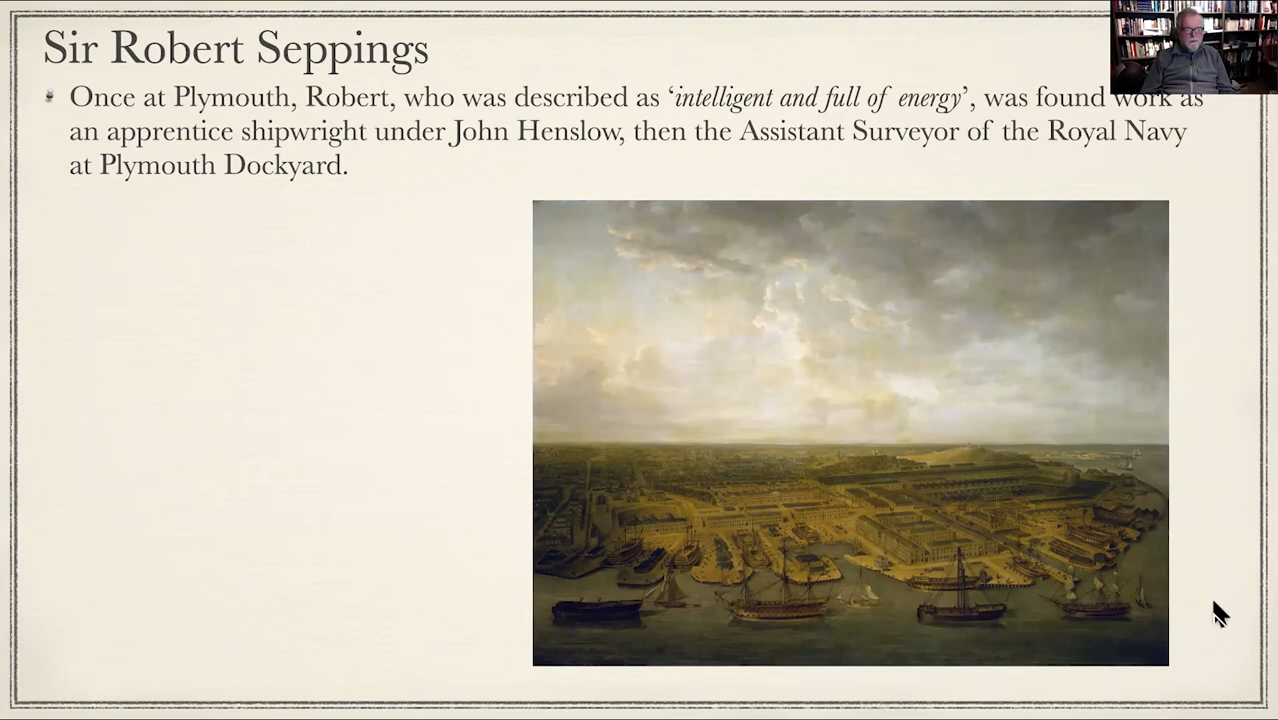 Sir Robert Seppings
Once at Plymouth, Robert, who was described as ‘intelligent and full of energy’, was found work as
an apprentice shipwright under John Henslow, then the Assistant Surveyor of the Royal Navy
at Plymouth Dockyard.